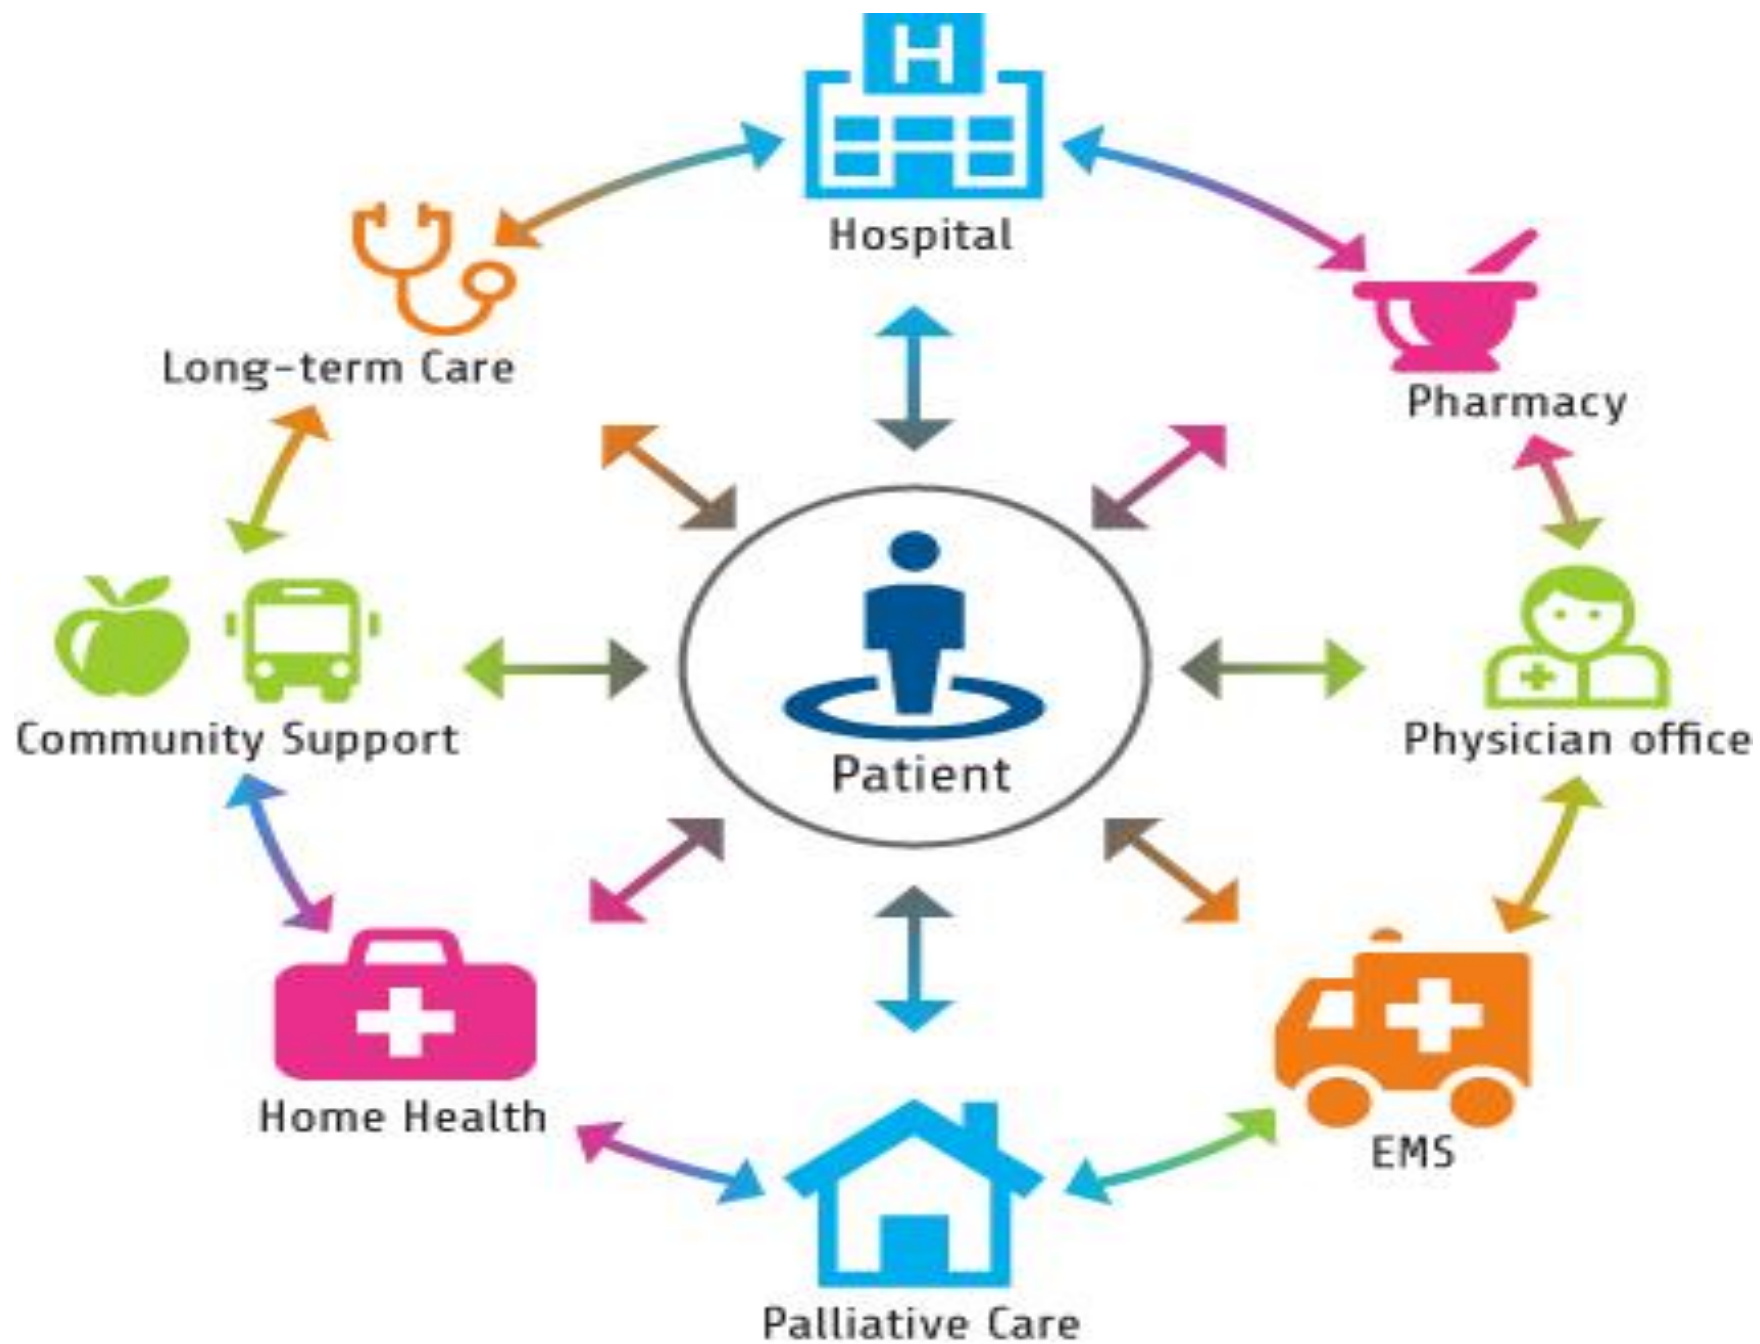 H
Hospital
Long-term Care
Pharmacy
Community Support
Patient
Physician office
Home Health
EMS
Palliative Care